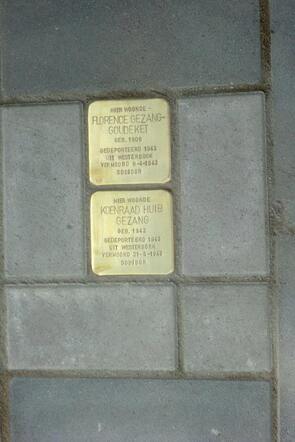 HIER WOONDE
FLORENCE GEZANG-
GOUDEKET
GEB. 1906
GEDEPORTEERD 1943
UIT WESTERBORK
VERMOORD
SOBIBOR
HIER WOONDE
KOENRAAD HUIB
GEZANG
GEB. 1942
GEDEPORTEERD 1943
UIT WESTERBORK
VERMOORD
SOBIBOR